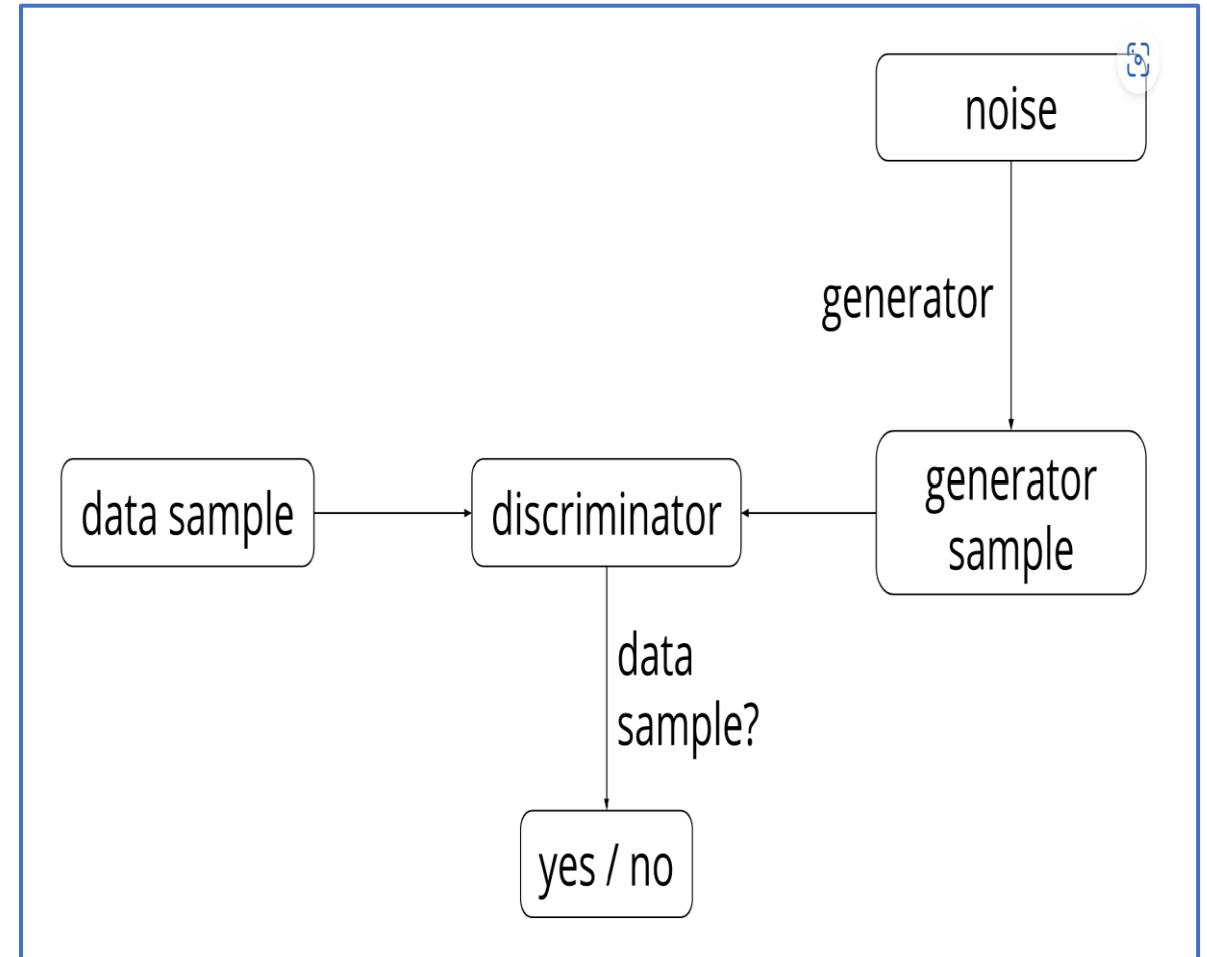 noise
generator
generator
sample
data sample
discriminator
data
sample?
yes / no